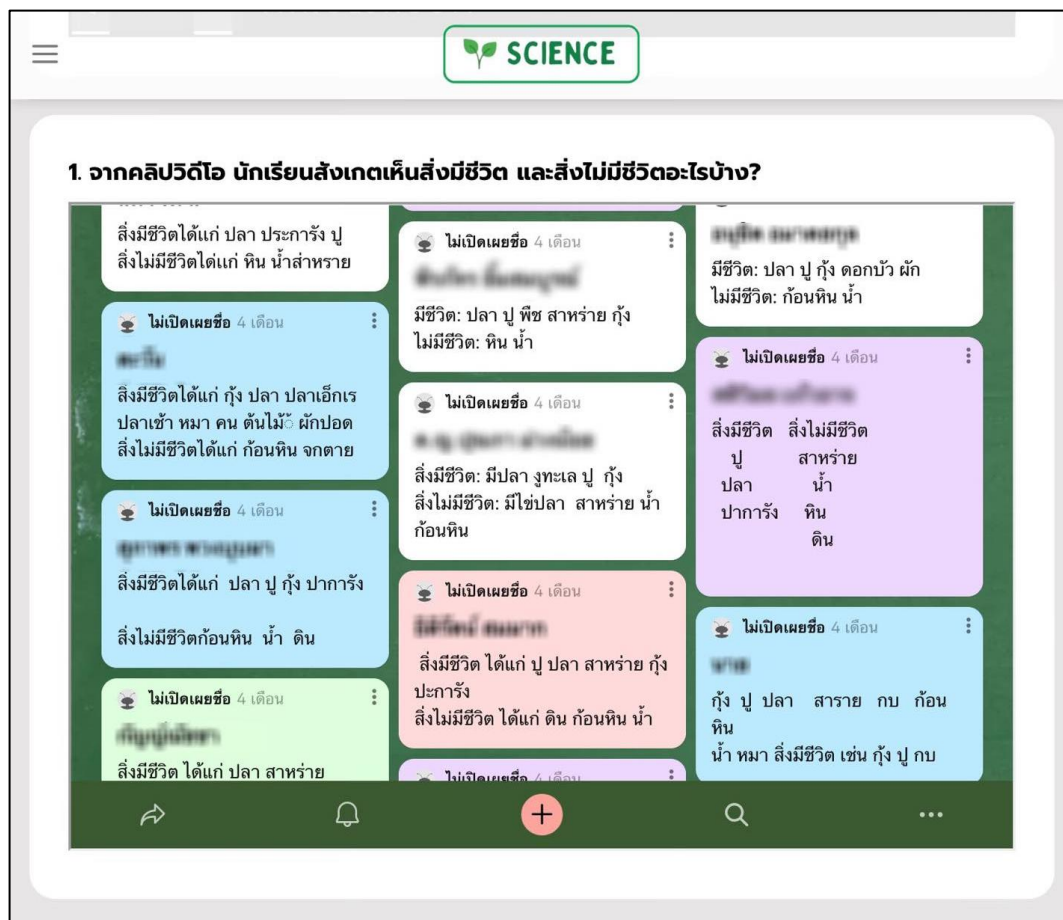 SCIENCE
1. จากคลิปวิดีโอ นักเรียนสังเกตเห็นสิ่งมีชีวิต และสิ่งไม่มีชีวิตอะไรบ้าง?
สิ่งมีชีวิตได้แก่ ปลา ประการัง ปู
สิ่งไม่มีชีวิตได่แก่ หิน น้ำส่าหราย
ไม่เปิดเผยชื่อ 4 เดือน
สิ่งมีชีวิตได้แก่ กุ้ง ปลา ปลาเอ็กเร
ปลาเช้า หมา คน ต้นไม้้ ผักปอด
สิ่งไม่มีชีวิตได้แก่ ก้อนหิน จกตาย
ไม่เปิดเผยชื่อ 4 เดือน
สิ่งมีชีวิตได้แก่ ปลา ปู กุ้ง ปาการัง
สิ่งไม่มีชีวิตก้อนหิน น้ำ ดิน
ไม่เปิดเผยชื่อ 4 เดือน
สิ่งมีชีวิต ได้แก่ ปลา สาหร่าย
ไม่เปิดเผยชื่อ 4 เดือน
มีชีวิต: ปลา ปู พืช สาหร่าย กุ้ง
ไม่มีชีวิต: หิน น้ำ
ไม่เปิดเผยชื่อ 4 เดือน
สิ่งมีชีวิต: มีปลา งูทะเล ปู กุ้ง
สิ่งไม่มีชีวิต: มีไข่ปลา สาหร่าย น้ำ
ก้อนหิน
ไม่เปิดเผยชื่อ 4 เดือน
สิ่งมีชีวิต ได้แก่ ปู ปลา สาหร่าย กุ้ง
ปะการัง
สิ่งไม่มีชีวิต ได้แก่ ดิน ก้อนหิน น้ำ
ไม่เปิดเผยชื่อ 4 เดือน
มีชีวิต: ปลา ปู กุ้ง ดอกบัว ผัก
ไม่มีชีวิต: ก้อนหิน น้ำ
ไม่เปิดเผยชื่อ 4 เดือน
สิ่งมีชีวิต สิ่งไม่มีชีวิต
ปู สาหร่าย
ปลา น้ำ
ปาการัง หิน
ดิน
ไม่เปิดเผยชื่อ 4 เดือน
กุ้ง ปู ปลา สาราย กบ ก้อน
หิน
น้ำ หมา สิ่งมีชีวิต เช่น กุ้ง ปู กบ